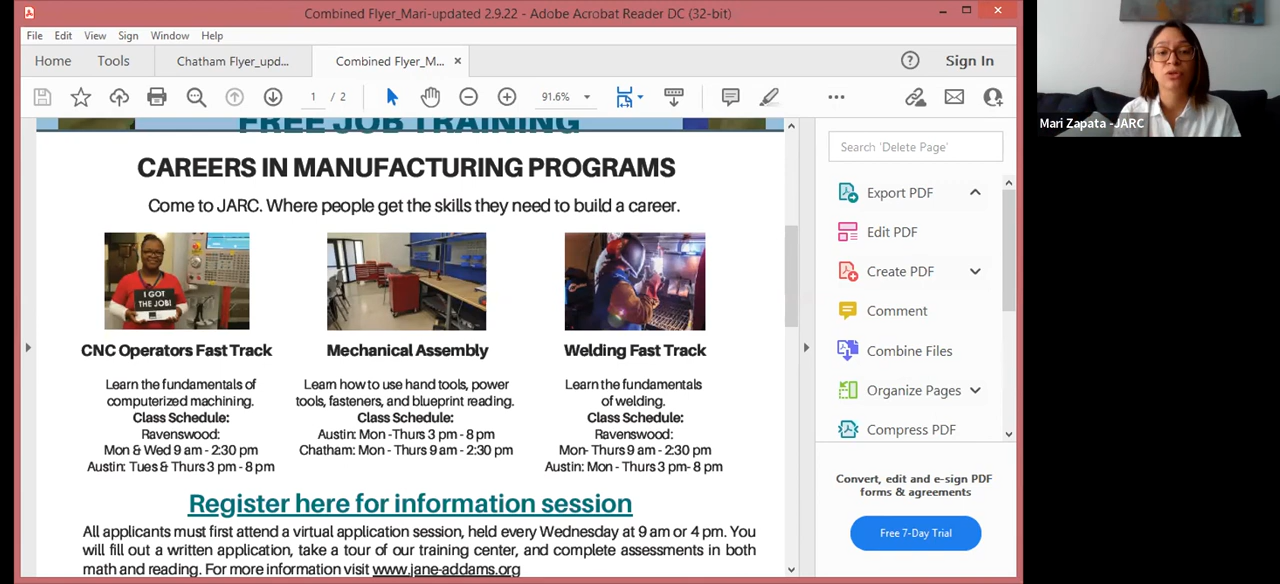 Combined Flyer_Mari-updated 2.9.22 - Adobe Acrobat Reader DC (32-bit)
File Edit View Sign Window Help
Home Tools Chatham Flyer_upd... Combined Flyer_M... × ? Sign In
1 / 2 91.6%
Mari Zapata -JARC
FREE JOB TRAINING
CAREERS IN MANUFACTURING PROGRAMS
Come to JARC. Where people get the skills they need to build a career.
I GOT
THE JOB!
CNC Operators Fast Track
Learn the fundamentals of
computerized machining.
Class Schedule:
Ravenswood:
Mon & Wed 9 am - 2:30 pm
Austin: Tues & Thurs 3 pm - 8 pm
Mechanical Assembly
Learn how to use hand tools, power
tools, fasteners, and blueprint reading.
Class Schedule:
Austin: Mon -Thurs 3 pm - 8 pm
Chatham: Mon - Thurs 9 am - 2:30 pm
Welding Fast Track
Learn the fundamentals
of welding.
Class Schedule:
Ravenswood:
Mon- Thurs 9 am - 2:30 pm
Austin: Mon - Thurs 3 pm- 8 pm
Register here for information session
All applicants must first attend a virtual application session, held every Wednesday at 9 am or 4 pm. You
will fill out a written application, take a tour of our training center, and complete assessments in both
math and reading. For more information visit www.jane-addams.org
Search 'Delete Page'
Export PDF
Edit PDF
Create PDF
Comment
Combine Files
Organize Pages
Compress PDF
Convert, edit and e-sign PDF
forms & agreements
Free 7-Day Trial